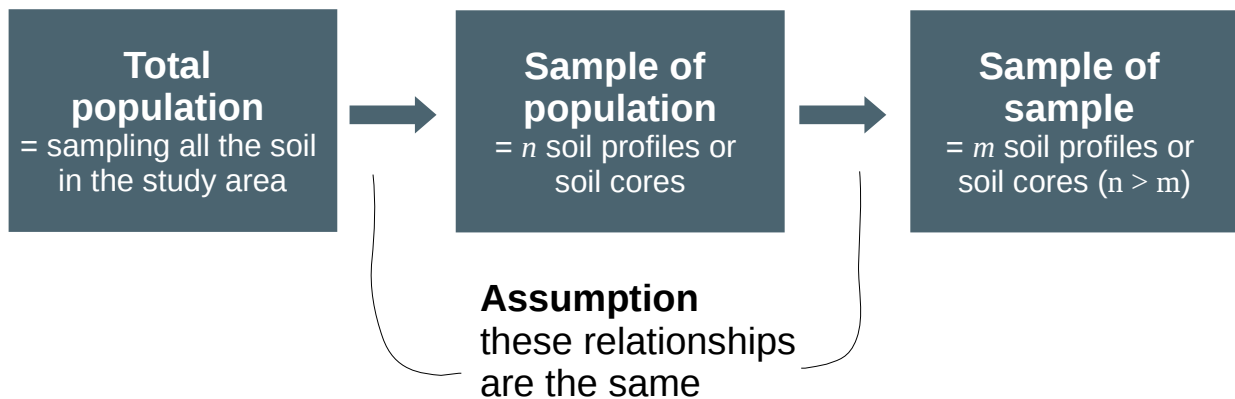 Total
population
= sampling all the soil
in the study area
Sample of
population
= n soil profiles or
soil cores
Sample of
sample
= m soil profiles or
soil cores (n > m)
Assumption
these relationships
are the same